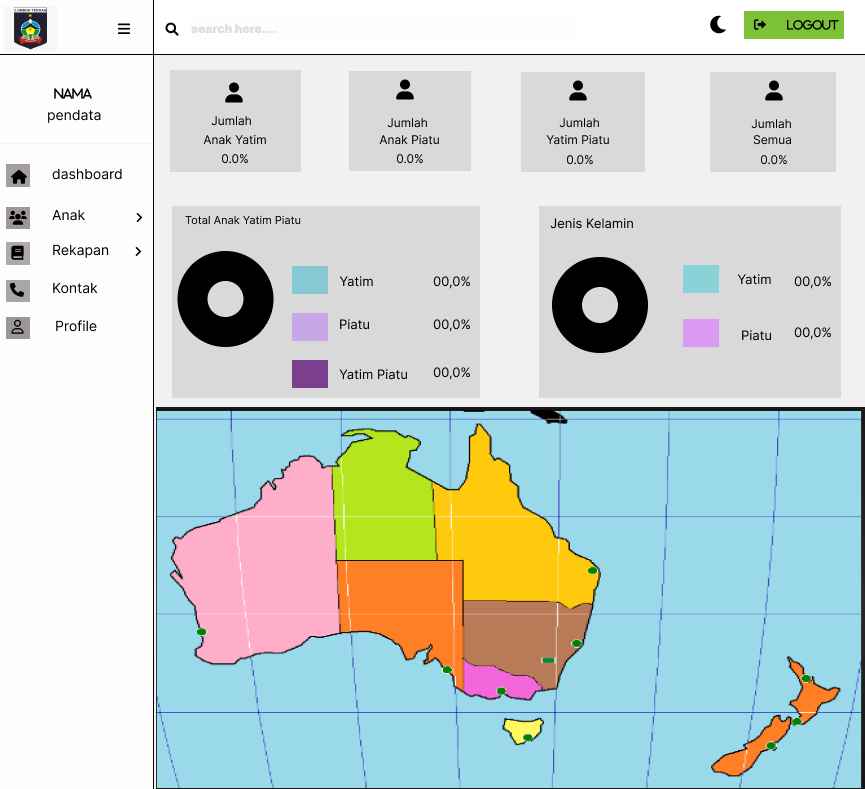 LOMBOK TENGAH
search here....
LOGOUT
NAMA
pendata
dashboard
Anak
Rekapan
Kontak
Profile
Jumlah
Anak Yatim
0.0%
Jumlah
Anak Piatu
0.0%
Jumlah
Yatim Piatu
0.0%
Jumlah
Semua
0.0%
Total Anak Yatim Piatu
Yatim 00,0%
Piatu 00,0%
Yatim Piatu 00,0%
Jenis Kelamin
Yatim 00,0%
Piatu 00,0%